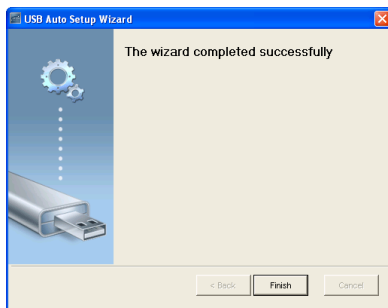 USB Auto Setup Wizard
The wizard completed successfully
< Back
Finish
Cancel